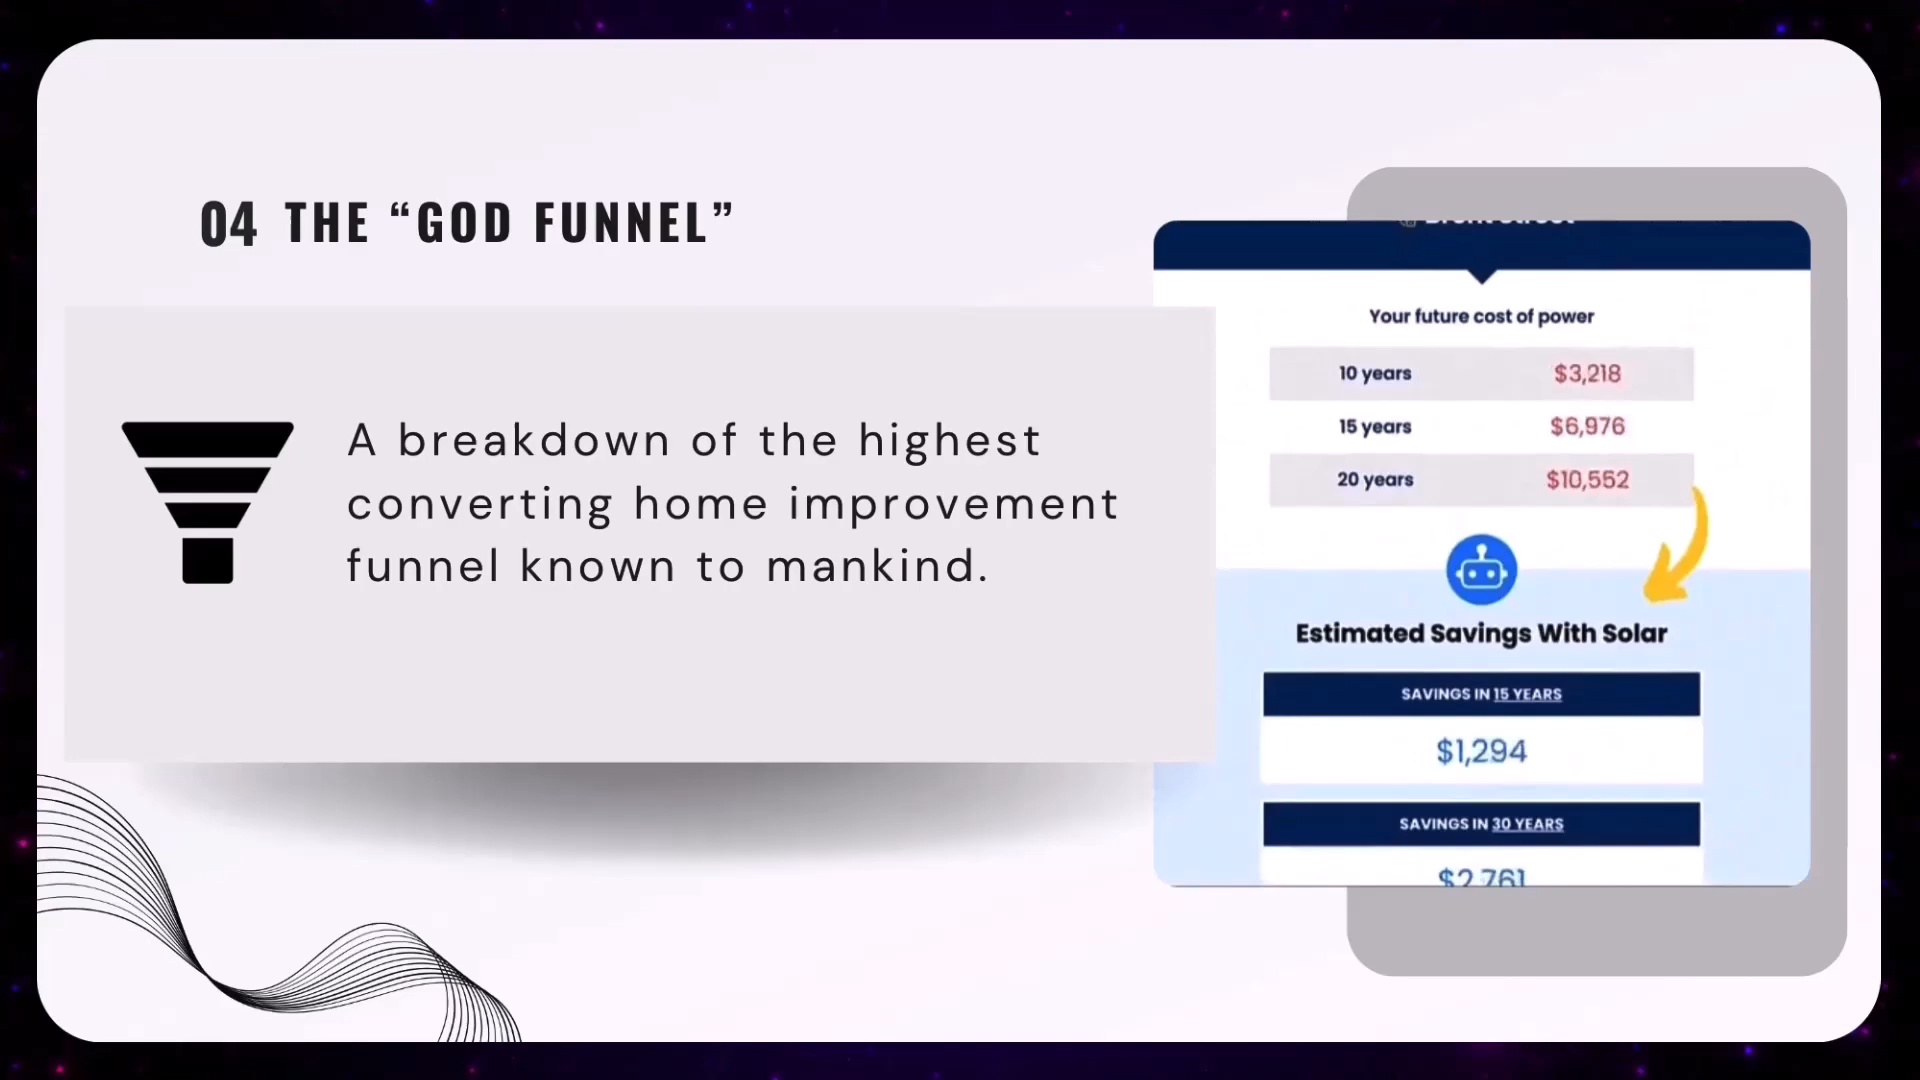 04 THE “GOD FUNNEL”
A breakdown of the highest
converting home improvement
funnel known to mankind.
Your future cost of power
10 years $3,218
15 years $6,976
20 years $10,552
Estimated Savings With Solar
SAVINGS IN 15 YEARS
$1,294
SAVINGS IN 30 YEARS
$2,761